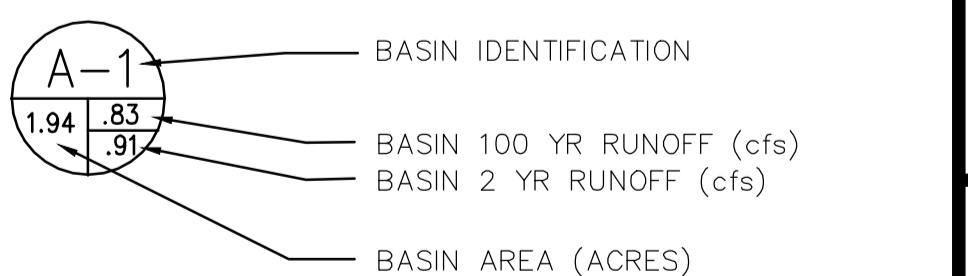 A-1
1.94
.83
.91
BASIN IDENTIFICATION
BASIN 100 YR RUNOFF (cfs)
BASIN 2 YR RUNOFF (cfs)
BASIN AREA (ACRES)